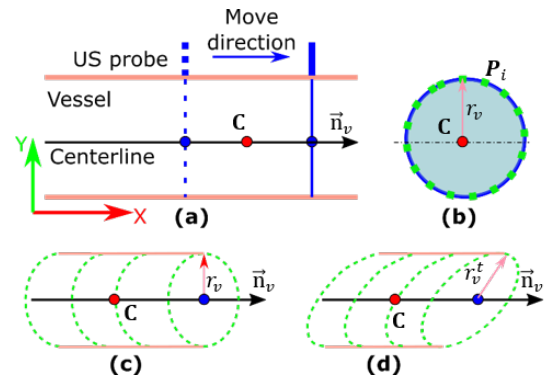 Move
US probe direction
Vessel
C
n⃗ᵥ
Centerline
Y
X
(a)
Pᵢ
rᵥ
C
(b)
rᵥ
n⃗ᵥ
C
(c)
rᵥᵗ
n⃗ᵥ
C
(d)